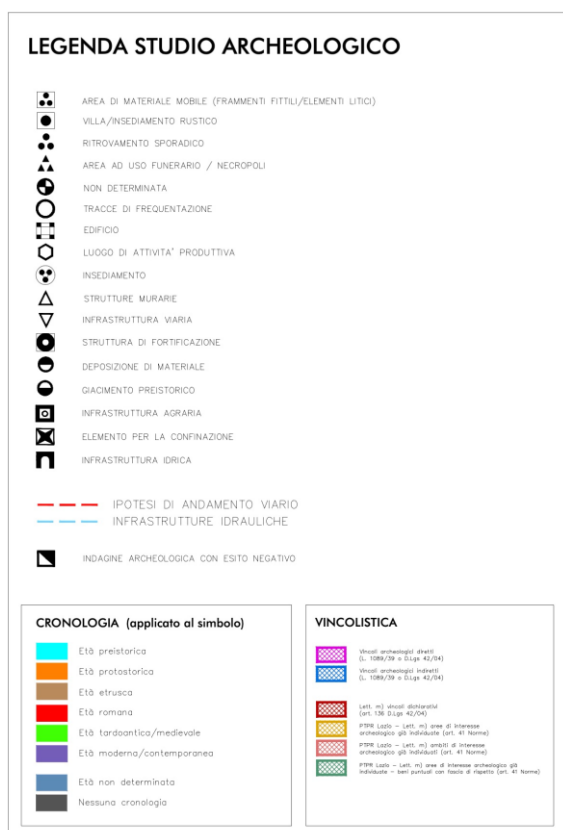 LEGENDA STUDIO ARCHEOLOGICO
AREA DI MATERIALE MOBILE (FRAMMENTI FITTILI/ELEMENTI LITICI)
VILLA/INSEDIAMENTO RUSTICO
RITROVAMENTO SPORADICO
AREA AD USO FUNERARIO / NECROPOLI
NON DETERMINATA
TRACCE DI FREQUENTAZIONE
EDIFICIO
LUOGO DI ATTIVITA' PRODUTTIVA
INSEDIAMENTO
STRUTTURE MURARIE
INFRASTRUTTURA VIARIA
STRUTTURA DI FORTIFICAZIONE
DEPOSIZIONE DI MATERIALE
GIACIMENTO PREISTORICO
INFRASTRUTTURA AGRARIA
ELEMENTO PER LA CONFINAZIONE
INFRASTRUTTURA IDRICA
IPOTESI DI ANDAMENTO VIARIO
INFRASTRUTTURE IDRAULICHE
INDAGINE ARCHEOLOGICA CON ESITO NEGATIVO
CRONOLOGIA (applicato al simbolo)
Età preistorica
Età protostorica
Età etrusca
Età romana
Età tardoantica/medievale
Età moderna/contemporanea
Età non determinata
Nessuna cronologia
VINCOLISTICA
Vincoli archeologici diretti
(L. 1089/39 o D.Lgs 42/04)
Vincoli archeologici indiretti
(L. 1089/39 o D.Lgs 42/04)
Lett. m) vincoli dichiarativi
(art. 136 D.Lgs 42/04)
PTPR Lazio - Lett. m) aree di interesse
archeologico già individuate (art. 41 Norme)
PTPR Lazio - Lett. m) ambiti di interesse
archeologico già individuati (art. 41 Norme)
PTPR Lazio - Lett. m) aree di interesse archeologico già
individuate - beni puntuali con fascia di rispetto (art. 41 Norme)